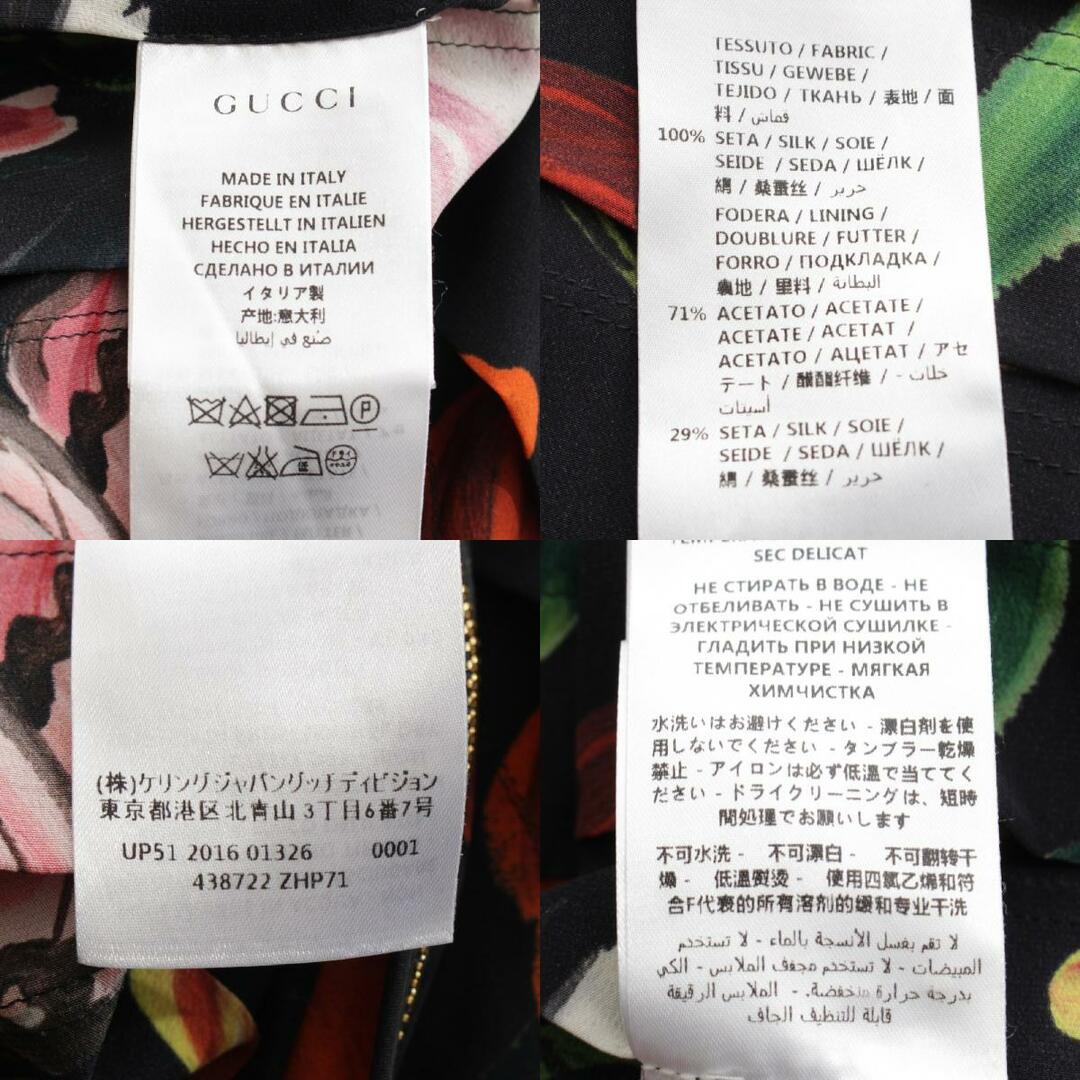 GUCCI
MADE IN ITALY
FABRIQUE EN ITALIE
HERGESTELLT IN ITALIEN
HECHO EN ITALIA
СДЕЛАНО В ИТАЛИИ
イタリア製
产地:意大利
صنع في إيطاليا
P
低
ドライ
TESSUTO / FABRIC /
TISSU / GEWEBE /
TEJIDO / ТКАНЬ / 表地 / 面
料 / قماش
100% SETA / SILK / SOIE /
SEIDE / SEDA / ШЁЛК /
絹 / 桑蚕丝 / حرير
FODERA / LINING /
DOUBLURE / FUTTER /
FORRO / ПОДКЛАДКА /
裏地 / 里料 / البطانة
71% ACETATO / ACETATE /
ACETATE / ACETAT /
ACETATO / АЦЕТАТ / アセ
テート / 醋酯纤维 / خلات -
أسيتات
29% SETA / SILK / SOIE /
SEIDE / SEDA / ШЁЛК /
絹 / 桑蚕丝 / حرير
(株)ケリングジャパングッチディビジョン
東京都港区北青山3丁目6番7号
UP51 2016 01326 0001
438722 ZHP71
SEC DELICAT
НЕ СТИРАТЬ В ВОДЕ - НЕ
ОТБЕЛИВАТЬ - НЕ СУШИТЬ В
ЭЛЕКТРИЧЕСКОЙ СУШИЛКЕ -
ГЛАДИТЬ ПРИ НИЗКОЙ
ТЕМПЕРАТУРЕ - МЯГКАЯ
ХИМЧИСТКА
水洗いはお避けください - 漂白剤を使
用しないでください - タンブラー乾燥
禁止 - アイロンは必ず低温で当ててく
ださい - ドライクリーニングは、短時
間処理でお願いします
不可水洗 - 不可漂白 - 不可翻转干
燥 - 低温熨烫 - 使用四氯乙烯和符
合F代表的所有溶剂的缓和专业干洗
لا تقم بغسل الأنسجة بالماء - لا تستخدم
المبيضات - لا تستخدم مجفف الملابس - الكي
بدرجة حرارة منخفضة. - الملابس الرقيقة
قابلة للتنظيف الجاف